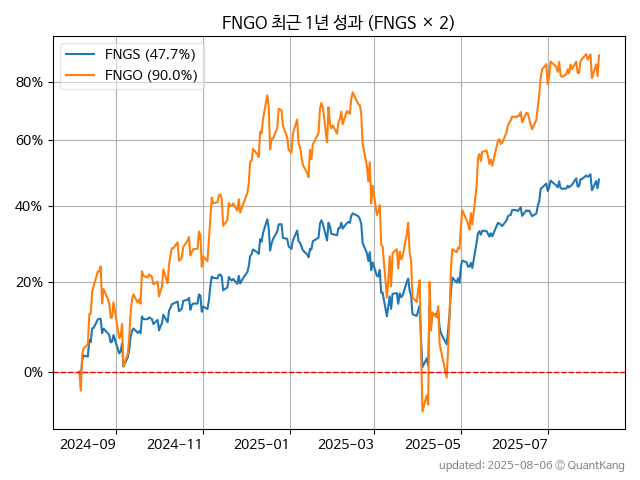 FNGO 최근 1년 성과 (FNGS × 2)
FNGS (47.7%)
FNGO (90.0%)
80%
60%
40%
20%
0%
2024-09 2024-11 2025-01 2025-03 2025-05 2025-07
updated: 2025-08-06 © QuantKang